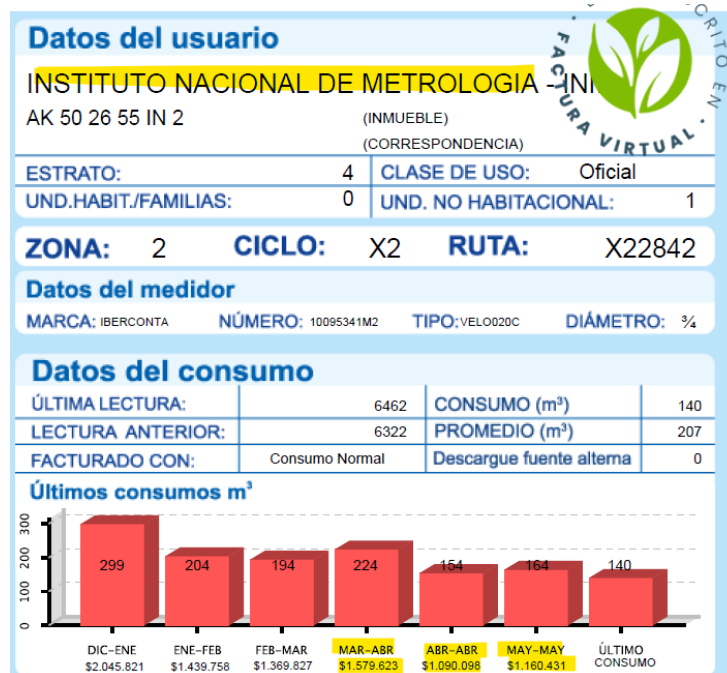 Datos del usuario
INSTITUTO NACIONAL DE METROLOGIA - INM
AK 50 26 55 IN 2 (INMUEBLE)
(CORRESPONDENCIA)
FACTURA VIRTUAL
ESTRATO: 4 CLASE DE USO: Oficial
UND.HABIT./FAMILIAS: 0 UND. NO HABITACIONAL: 1
ZONA: 2 CICLO: X2 RUTA: X22842
Datos del medidor
MARCA: IBERCONTA NÚMERO: 10095341M2 TIPO:VELO020C DIÁMETRO: ¾
Datos del consumo
ÚLTIMA LECTURA: 6462 CONSUMO (m³) 140
LECTURA ANTERIOR: 6322 PROMEDIO (m³) 207
FACTURADO CON: Consumo Normal Descargue fuente alterna 0
Últimos consumos m³
300
200
100
0
299 204 194 224 154 164 140
DIC-ENE ENE-FEB FEB-MAR MAR-ABR ABR-ABR MAY-MAY ÚLTIMO CONSUMO
$2.045.821 $1.439.758 $1.369.827 $1.579.623 $1.090.098 $1.160.431